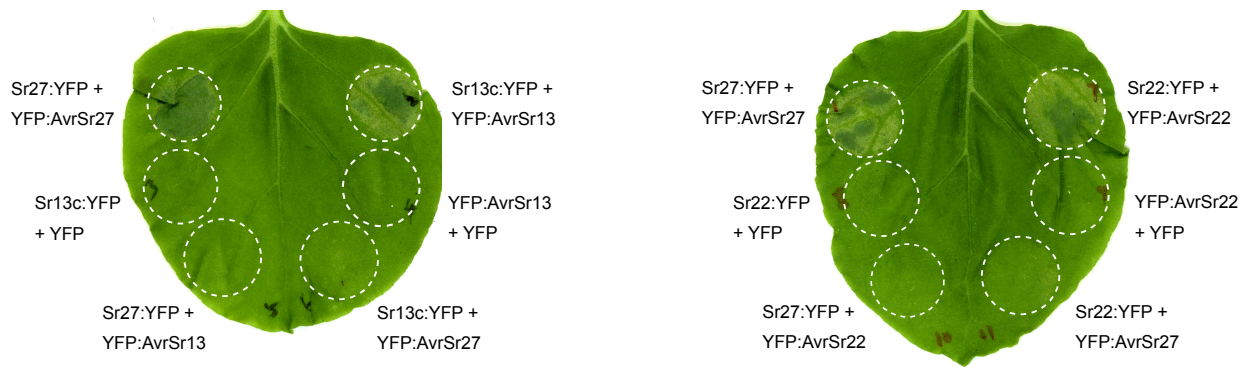 Sr27:YFP +
YFP:AvrSr27
Sr13c:YFP +
YFP:AvrSr13
Sr13c:YFP
+ YFP
YFP:AvrSr13
+ YFP
Sr27:YFP +
YFP:AvrSr13
Sr13c:YFP +
YFP:AvrSr27
Sr27:YFP +
YFP:AvrSr27
Sr22:YFP +
YFP:AvrSr22
Sr22:YFP
+ YFP
YFP:AvrSr22
+ YFP
Sr27:YFP +
YFP:AvrSr22
Sr22:YFP +
YFP:AvrSr27